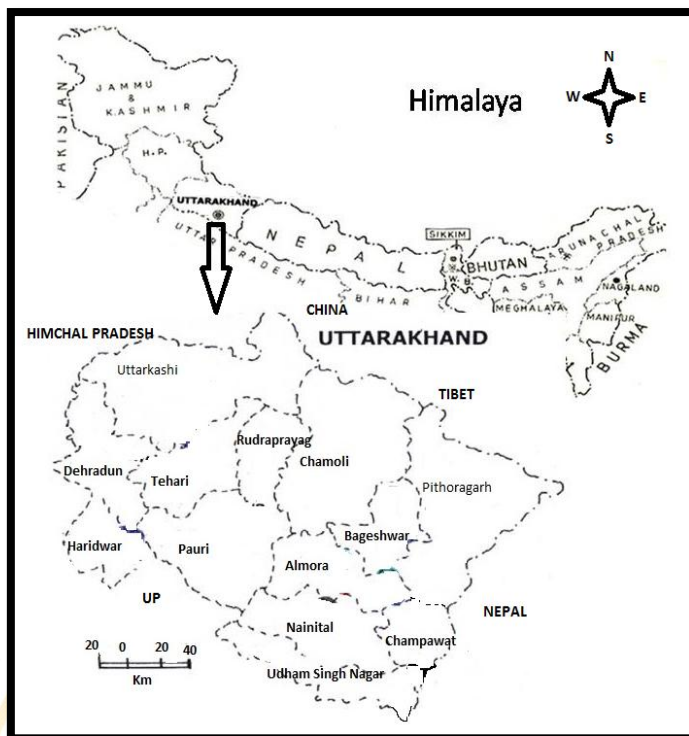 N
Himalaya
W E
S
PAKISIAN
JAMMU
&
KASHMIR
H.P.
UTTARAKHAND
UTTAR PRADESH
NEPAL
SIKKIM
W.B.
BHUTAN
ARUNACHAL
PRADESH
ASSAM
NAGALAND
BIHAR
MEGHALAYA
MANIPUR
BURMA
CHINA
HIMCHAL PRADESH
UTTARAKHAND
Uttarkashi
TIBET
Rudraprayag
Chamoli
Dehradun
Tehari
Pithoragarh
Bageshwar
Haridwar
Pauri
Almora
UP
NEPAL
Nainital
Champawat
20 0 20 40
Km
Udham Singh Nagar